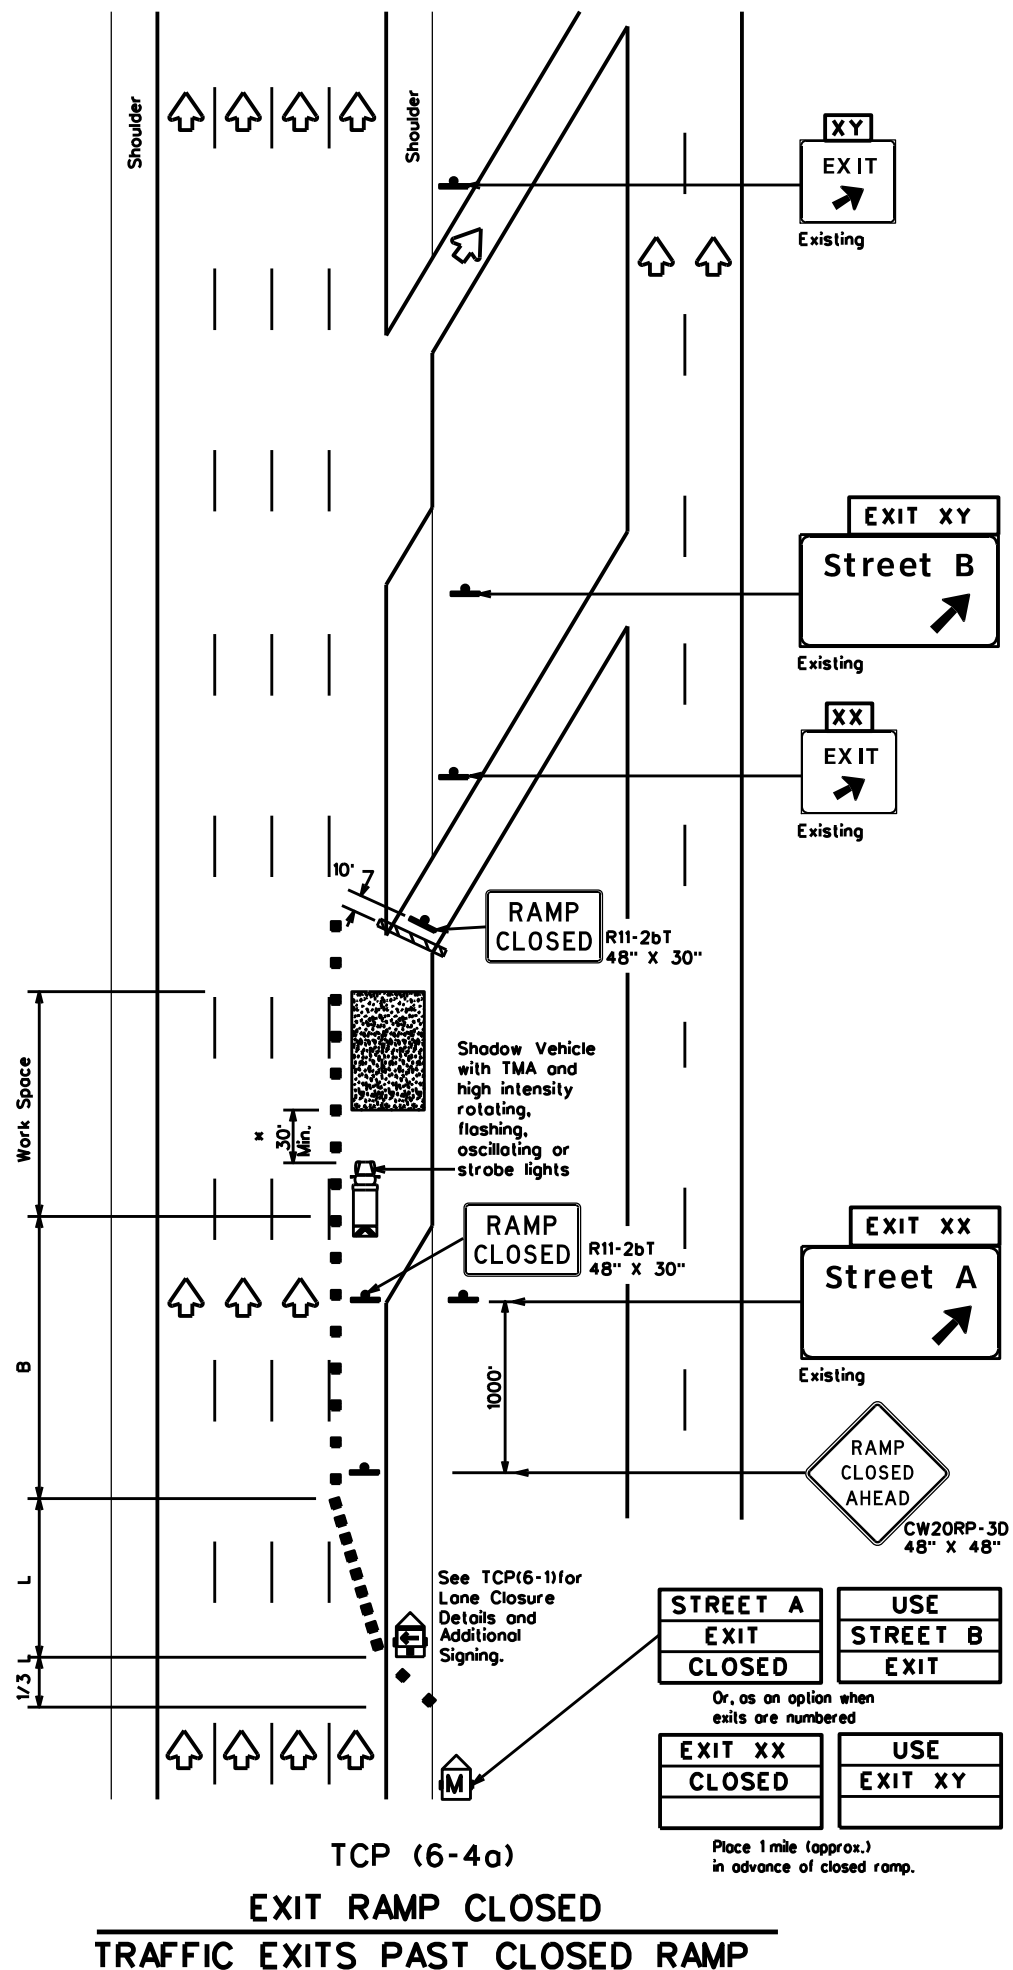 Shoulder
Shoulder
XY
EXIT
Existing
EXIT XY
Street B
Existing
XX
EXIT
Existing
10'
RAMP
CLOSED
R11-2bT
48" X 30"
Work Space
x
30'
Min.
Shadow Vehicle
with TMA and
high intensity
rotating,
flashing,
oscillating or
strobe lights
RAMP
CLOSED
R11-2bT
48" X 30"
EXIT XX
Street A
Existing
B
1000'
RAMP
CLOSED
AHEAD
CW20RP-3D
48" X 48"
L
See TCP(6-1)for
Lane Closure
Details and
Additional
Signing.
1/3 L
STREET A
EXIT
CLOSED
USE
STREET B
EXIT
Or, as an option when
exits are numbered
EXIT XX
CLOSED
USE
EXIT XY
M
Place 1 mile (approx.)
in advance of closed ramp.
TCP (6-4a)
EXIT RAMP CLOSED
TRAFFIC EXITS PAST CLOSED RAMP